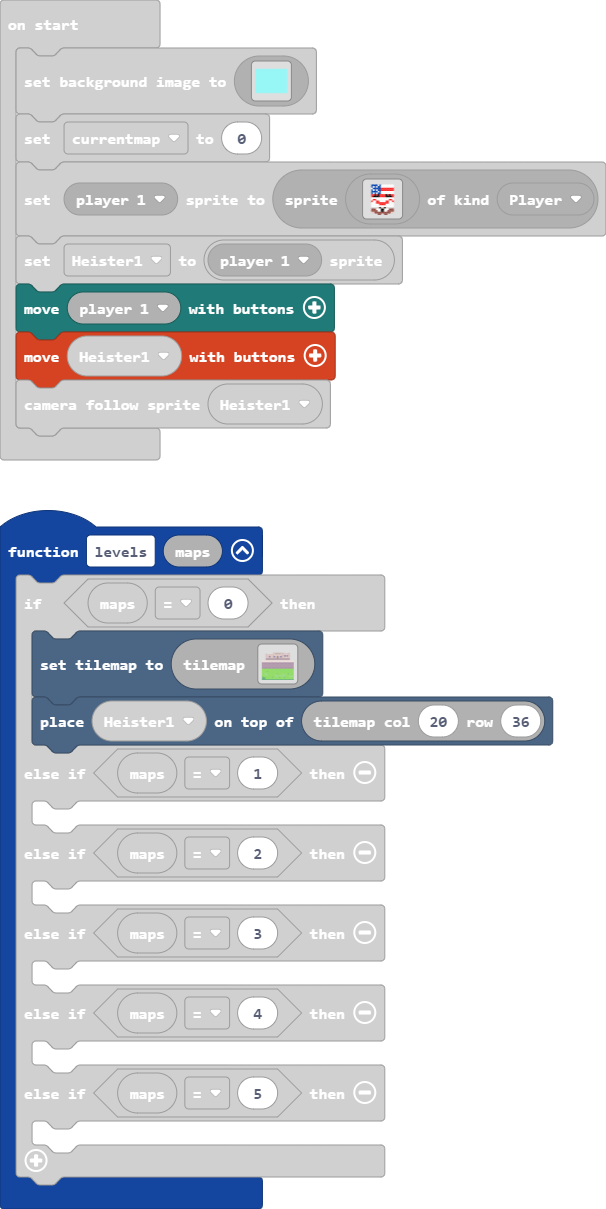 on start
set background image to
set currentmap to 0
set player 1 sprite to sprite of kind Player
set Heister1 to player 1 sprite
move player 1 with buttons
move Heister1 with buttons
camera follow sprite Heister1
function levels maps
if maps = 0 then
set tilemap to tilemap
place Heister1 on top of tilemap col 20 row 36
else if maps = 1 then
else if maps = 2 then
else if maps = 3 then
else if maps = 4 then
else if maps = 5 then